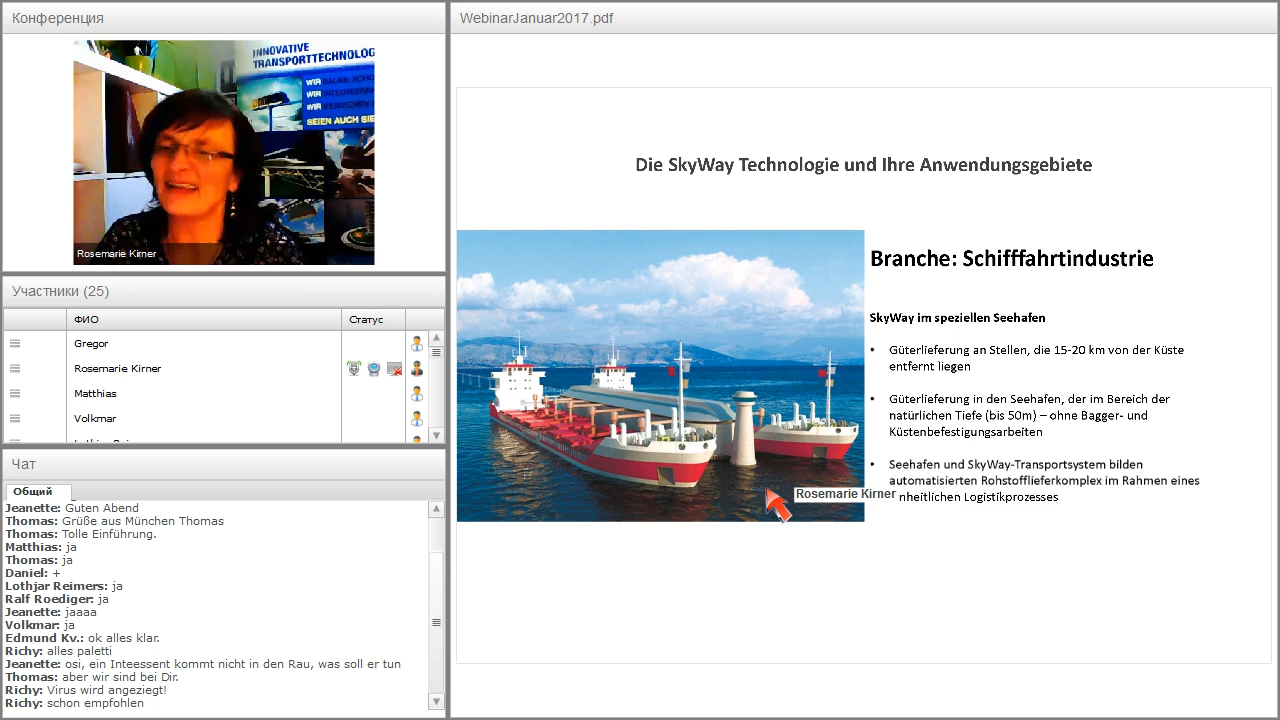 Конференция
INNOVATIVE
TRANSPORTTECHNOLOG
WIR BAUEN
WIR
WIR
SEIEN AUCH SIE
Rosemarie Kirner
Участники (25)
ФИО Статус
Gregor
Rosemarie Kirner
Matthias
Volkmar
Чат
Общий
Jeanette: Guten Abend
Thomas: Grüße aus München Thomas
Thomas: Tolle Einführung.
Matthias: ja
Thomas: ja
Daniel: +
Lothjar Reimers: ja
Ralf Roediger: ja
Jeanette: jaaaa
Volkmar: ja
Edmund Kv.: ok alles klar.
Richy: alles paletti
Jeanette: osi, ein Inteessent kommt nicht in den Rau, was soll er tun
Thomas: aber wir sind bei Dir.
Richy: Virus wird angeziegt!
Richy: schon empfohlen
WebinarJanuar2017.pdf
Die SkyWay Technologie und Ihre Anwendungsgebiete
Branche: Schifffahrtindustrie
SkyWay im speziellen Seehafen
• Güterlieferung an Stellen, die 15-20 km von der Küste
entfernt liegen
• Güterlieferung in den Seehafen, der im Bereich der
natürlichen Tiefe (bis 50m) – ohne Bagger- und
Küstenbefestigungsarbeiten
• Seehafen und SkyWay-Transportsystem bilden
automatisierten Rohstofflieferkomplex im Rahmen eines
Rosemarie Kirner
nheitlichen Logistikprozesses